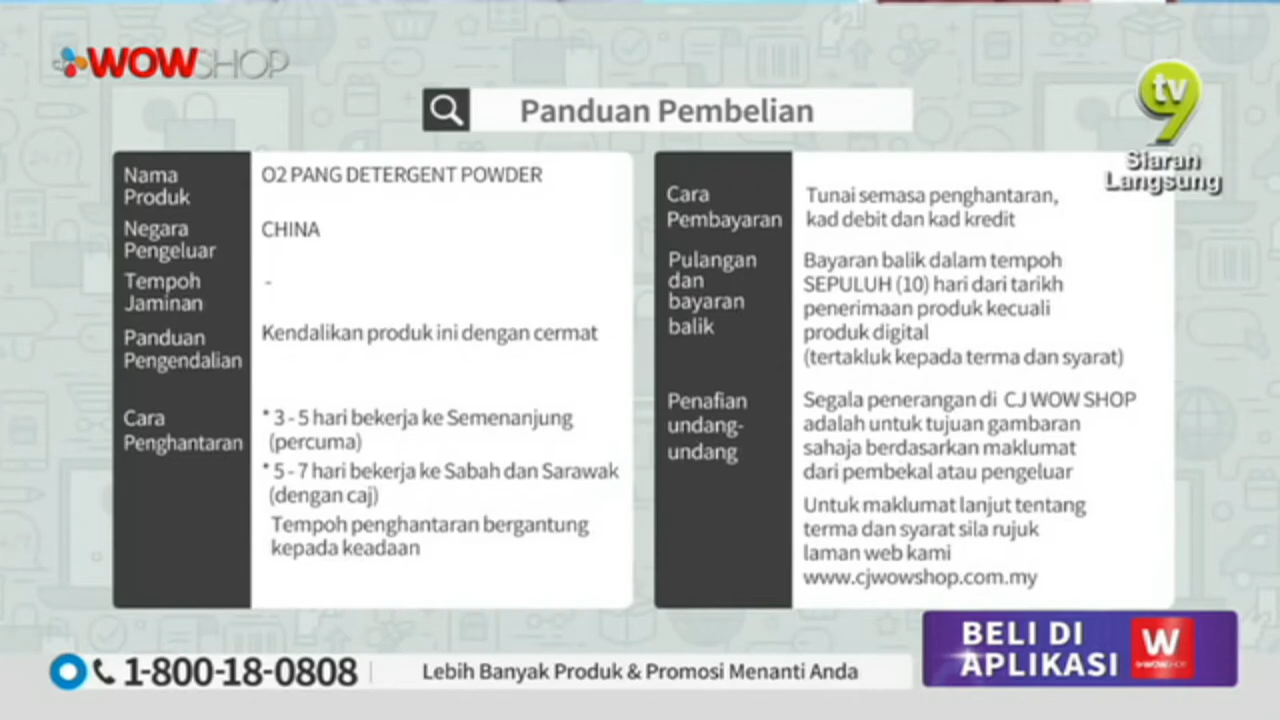 WOWSHOP
Panduan Pembelian
tv9
Siaran
Langsung
Nama
Produk
O2 PANG DETERGENT POWDER
Negara
Pengeluar
CHINA
Tempoh
Jaminan
-
Panduan
Pengendalian
Kendalikan produk ini dengan cermat
Cara
Penghantaran
* 3 - 5 hari bekerja ke Semenanjung
(percuma)
* 5 - 7 hari bekerja ke Sabah dan Sarawak
(dengan caj)
Tempoh penghantaran bergantung
kepada keadaan
Cara
Pembayaran
Tunai semasa penghantaran,
kad debit dan kad kredit
Pulangan
dan
bayaran
balik
Bayaran balik dalam tempoh
SEPULUH (10) hari dari tarikh
penerimaan produk kecuali
produk digital
(tertakluk kepada terma dan syarat)
Penafian
undang-
undang
Segala penerangan di CJ WOW SHOP
adalah untuk tujuan gambaran
sahaja berdasarkan maklumat
dari pembekal atau pengeluar
Untuk maklumat lanjut tentang
terma dan syarat sila rujuk
laman web kami
www.cjwowshop.com.my
1-800-18-0808
Lebih Banyak Produk & Promosi Menanti Anda
BELI DI
APLIKASI
W
WOWSHOP